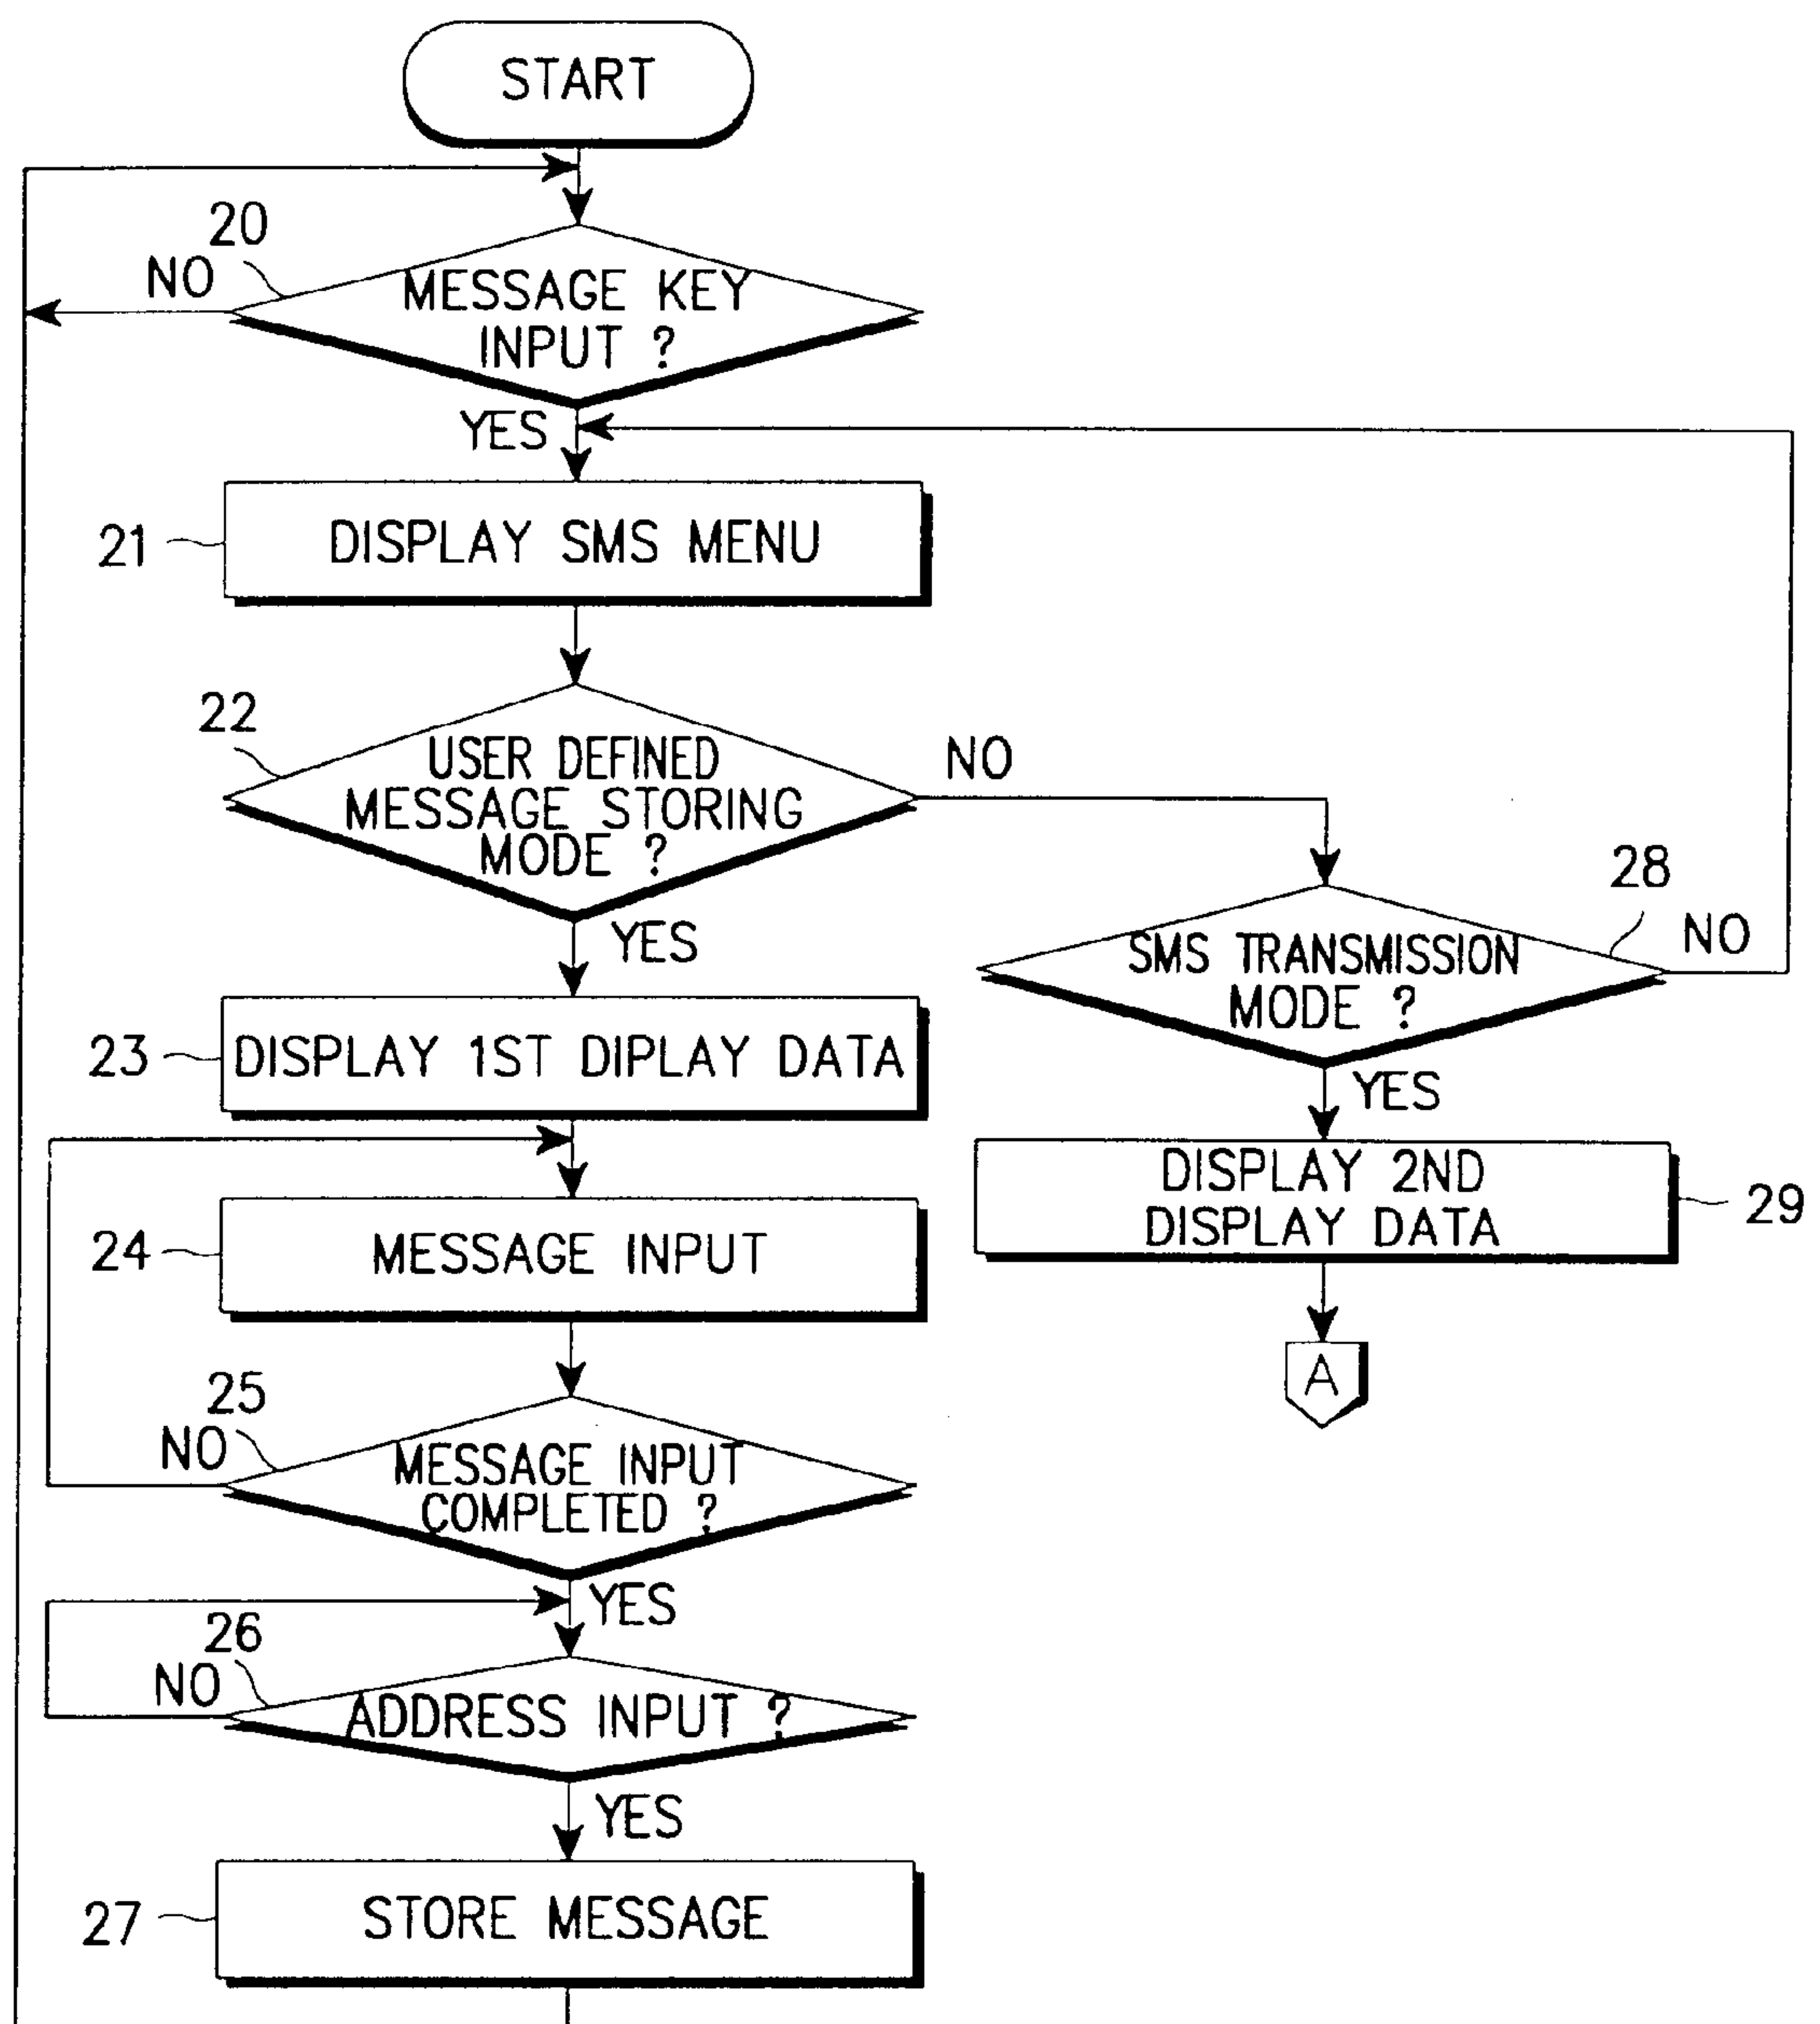 START
20
NO
MESSAGE KEY
INPUT ?
YES
21
DISPLAY SMS MENU
22
USER DEFINED
MESSAGE STORING
MODE ?
NO
YES
28
SMS TRANSMISSION
MODE ?
NO
YES
23
DISPLAY 1ST DIPLAY DATA
DISPLAY 2ND
DISPLAY DATA
29
24
MESSAGE INPUT
A
25
NO
MESSAGE INPUT
COMPLETED ?
YES
26
NO
ADDRESS INPUT ?
YES
27
STORE MESSAGE